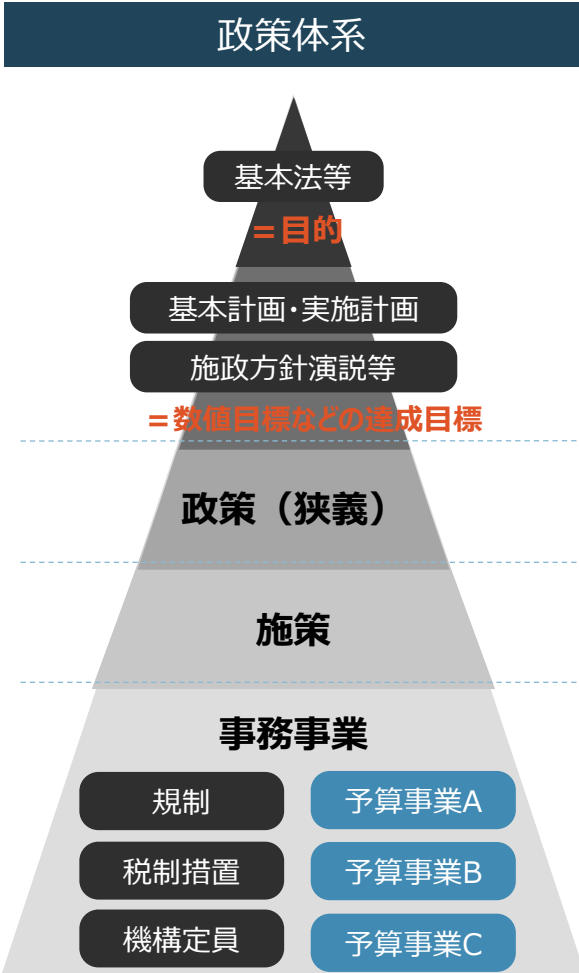 政策体系
基本法等
＝目的
基本計画・実施計画
施政方針演説等
＝数値目標などの達成目標
政策（狭義）
施策
事務事業
規制
予算事業A
税制措置
予算事業B
機構定員
予算事業C